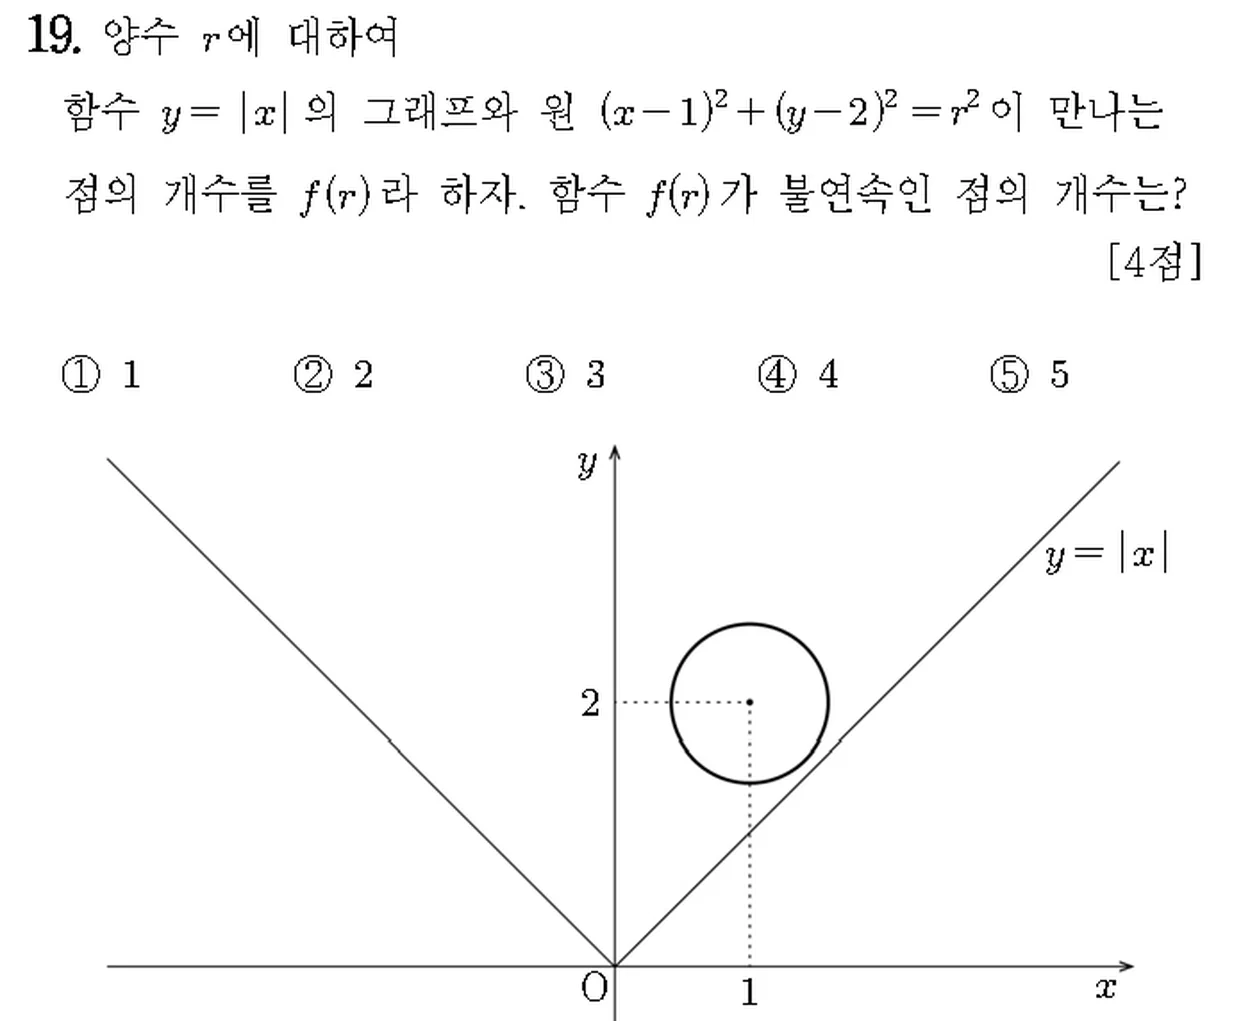 19. 양수 r에 대하여
함수 y=|x|의 그래프와 원 (x-1)²+(y-2)²=r²이 만나는
점의 개수를 f(r)라 하자. 함수 f(r)가 불연속인 점의 개수는?
[4점]
① 1 ② 2 ③ 3 ④ 4 ⑤ 5
y
y=|x|
2
O 1 x